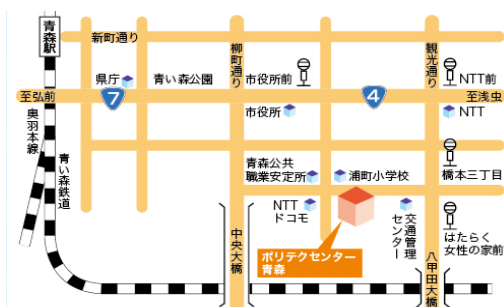 青森駅
新町通り
柳町通り
観光通り
県庁
青い森公園
市役所前
NTT前
至弘前
7
4
至浅虫
市役所
NTT
奥羽本線
青い森鉄道
青森公共
職業安定所
浦町小学校
橋本三丁目
NTT
ドコモ
交通管理
センター
はたらく
女性の家前
中央大橋
ポリテクセンター
青森
八甲田大橋